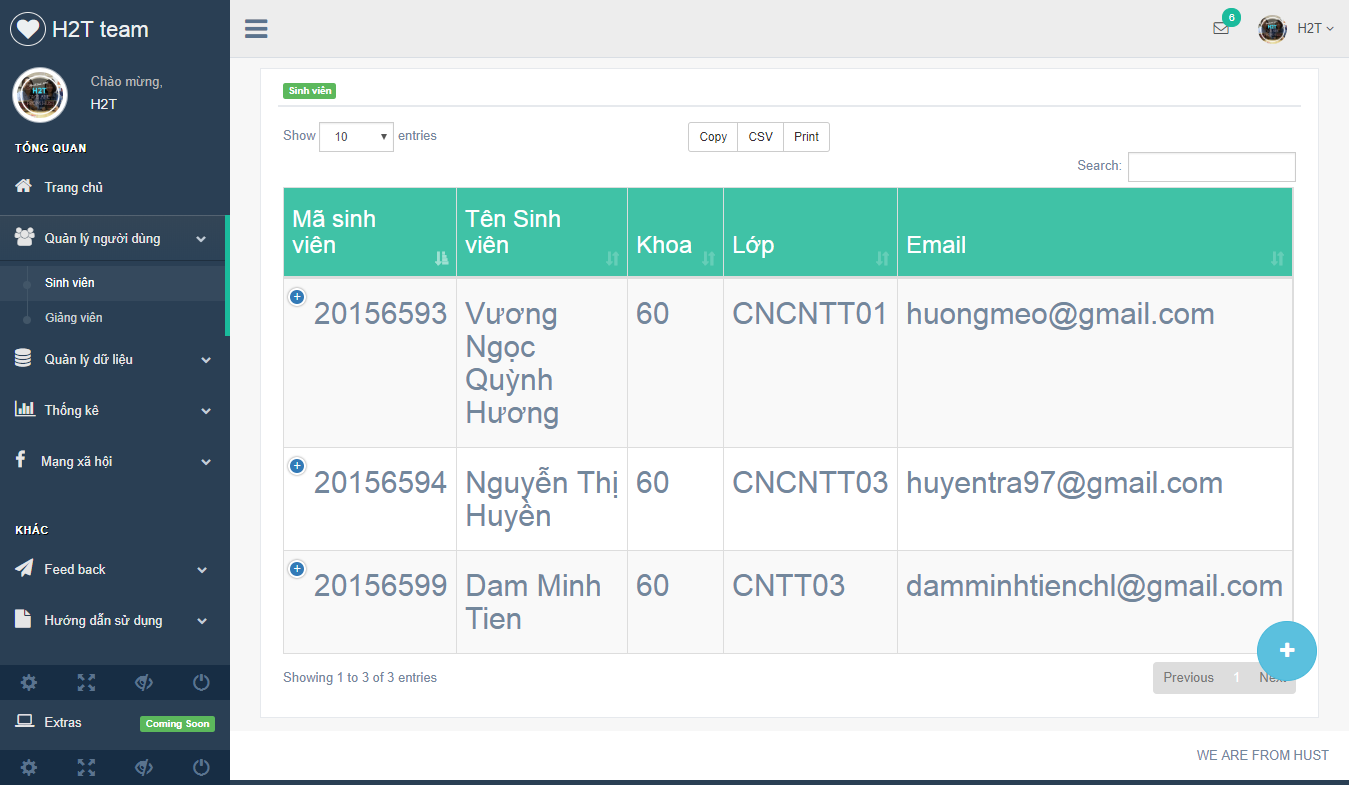 H2T team
Chào mừng,
H2T
TỔNG QUAN
Trang chủ
Quản lý người dùng
Sinh viên
Giảng viên
Quản lý dữ liệu
Thống kê
Mạng xã hội
KHÁC
Feed back
Hướng dẫn sử dụng
Extras
Coming Soon
6
H2T
Sinh viên
Show 10 entries
Copy CSV Print
Search:
Mã sinh viên Tên Sinh viên Khoa Lớp Email
20156593 Vương Ngọc Quỳnh Hương 60 CNCNTT01 huongmeo@gmail.com
20156594 Nguyễn Thị Huyền 60 CNCNTT03 huyentra97@gmail.com
20156599 Dam Minh Tien 60 CNTT03 damminhtienchl@gmail.com
Showing 1 to 3 of 3 entries
Previous 1 Next
WE ARE FROM HUST